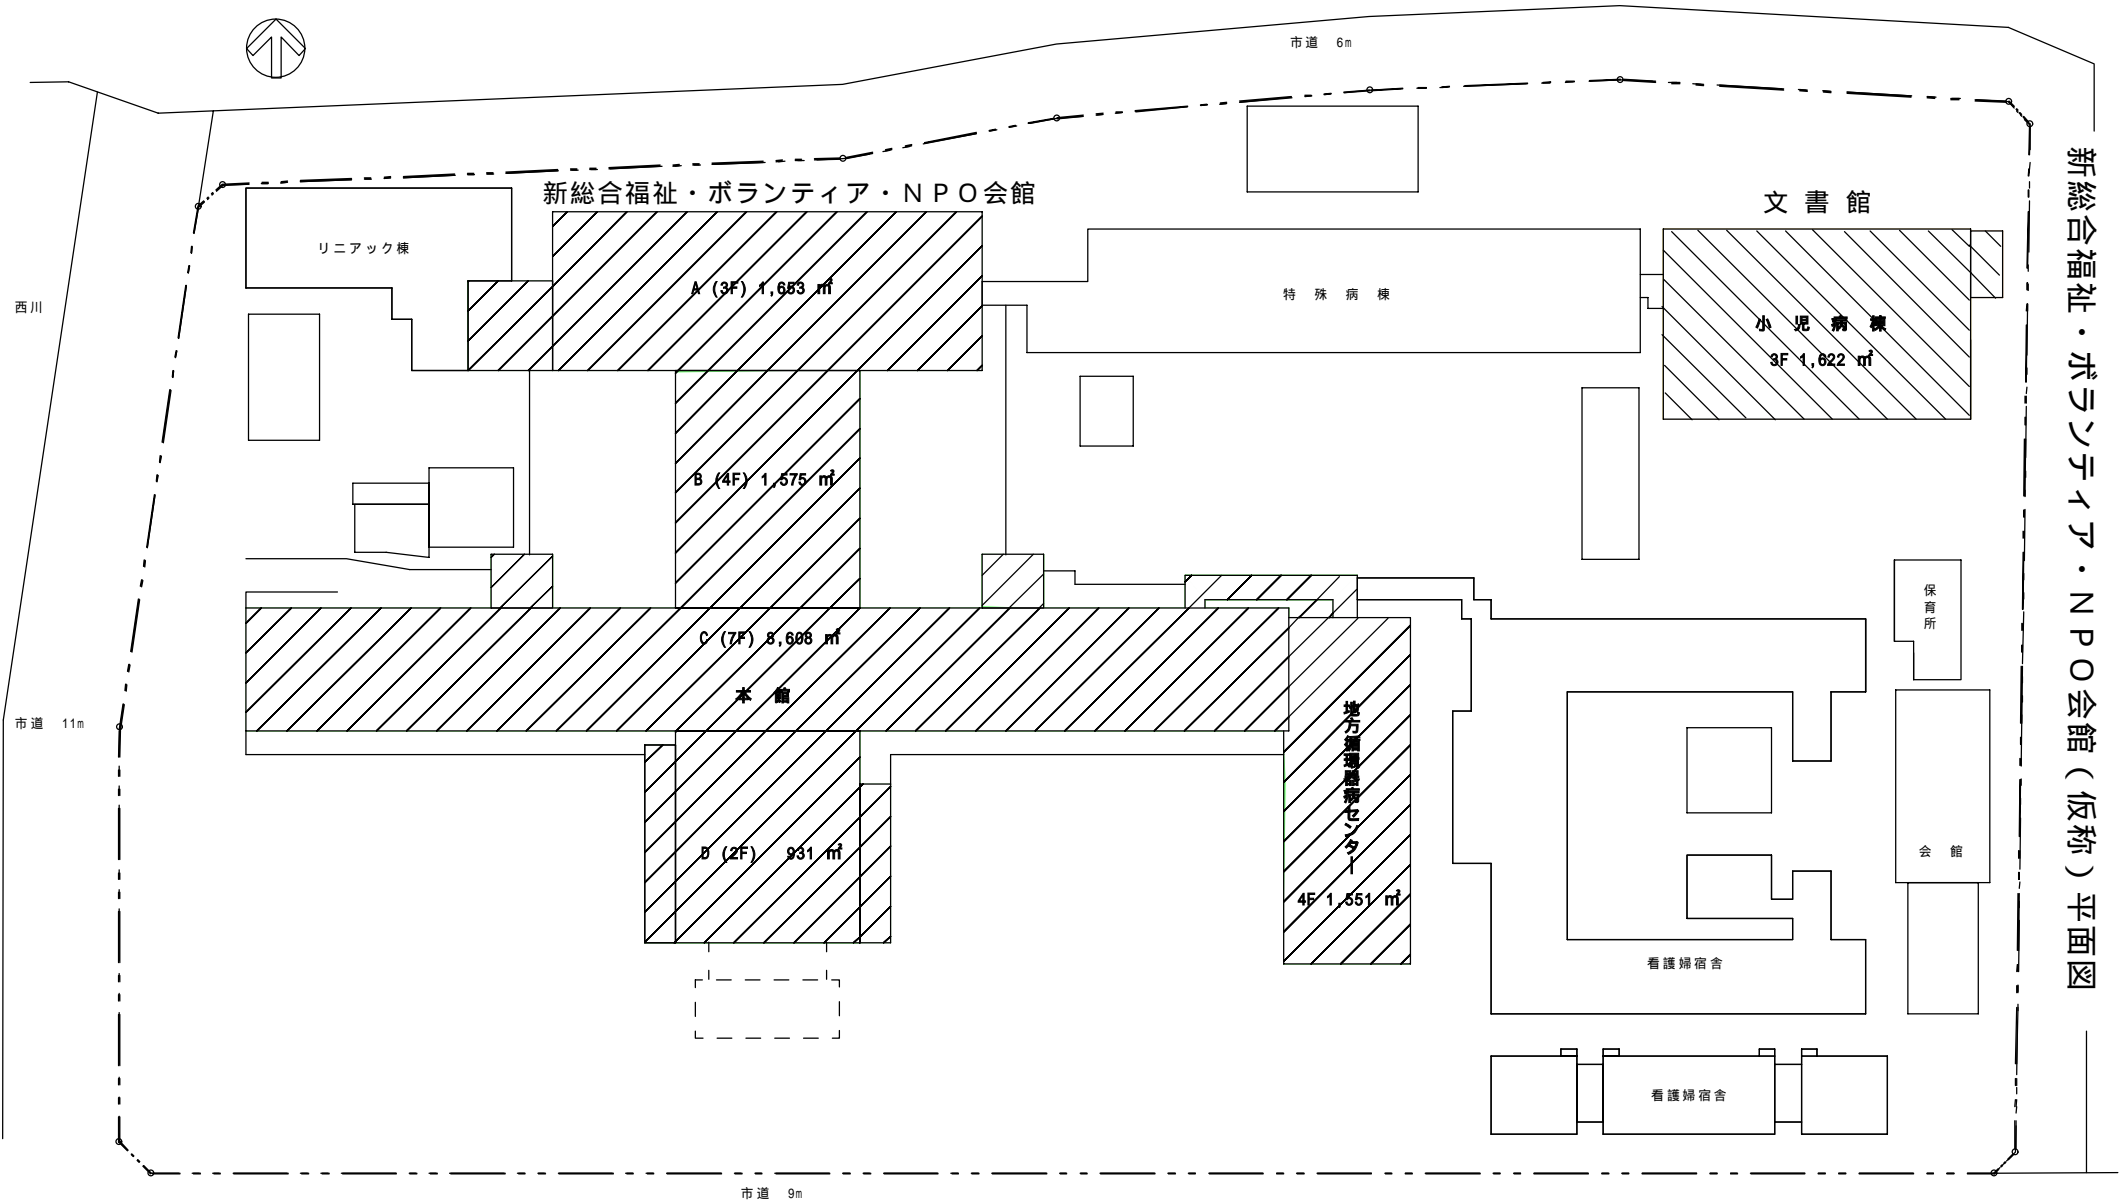 市道 6m
新総合福祉・ボランティア・NPO会館
文書館
リニアック棟
A (3F) 1,653 ㎡
特殊病棟
西川
小児病棟
3F 1,622 ㎡
B (4F) 1,575 ㎡
保育所
C (7F) 8,608 ㎡
本館
市道 11m
地方循環器病センター
4F 1,551 ㎡
D (2F) 931 ㎡
会館
看護婦宿舎
看護婦宿舎
市道 9m
新総合福祉・ボランティア・NPO会館(仮称)平面図